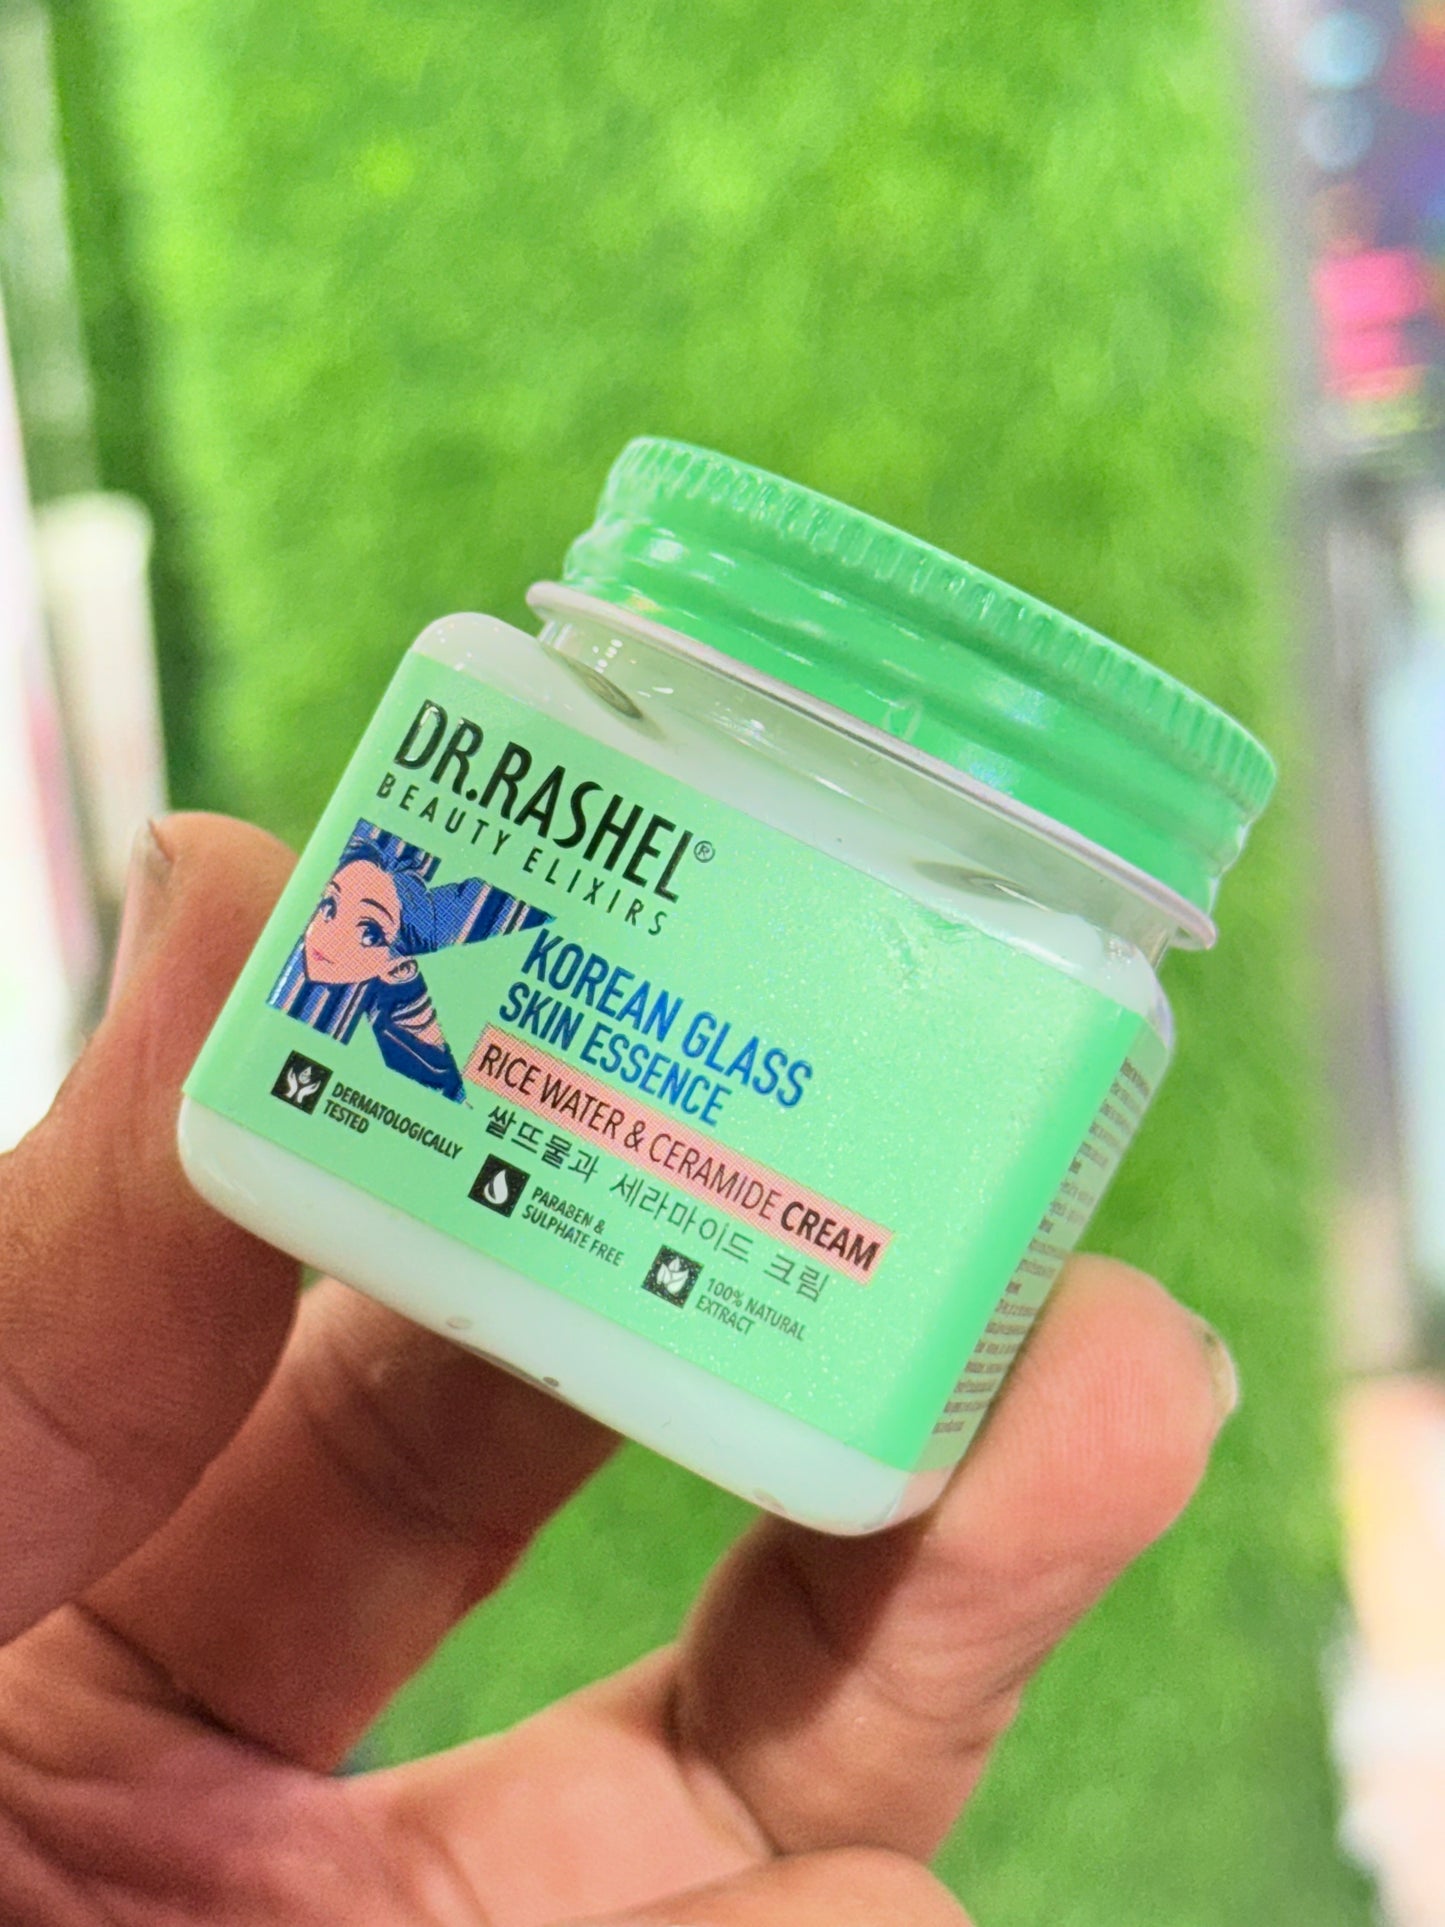 DR.RASHEL®
BEAUTY ELIXIRS
KOREAN GLASS
SKIN ESSENCE
RICE WATER & CERAMIDE CREAM
쌀뜨물과 세라마이드 크림
DERMATOLOGICALLY
TESTED
PARABEN &
SULPHATE FREE
100% NATURAL
EXTRACT